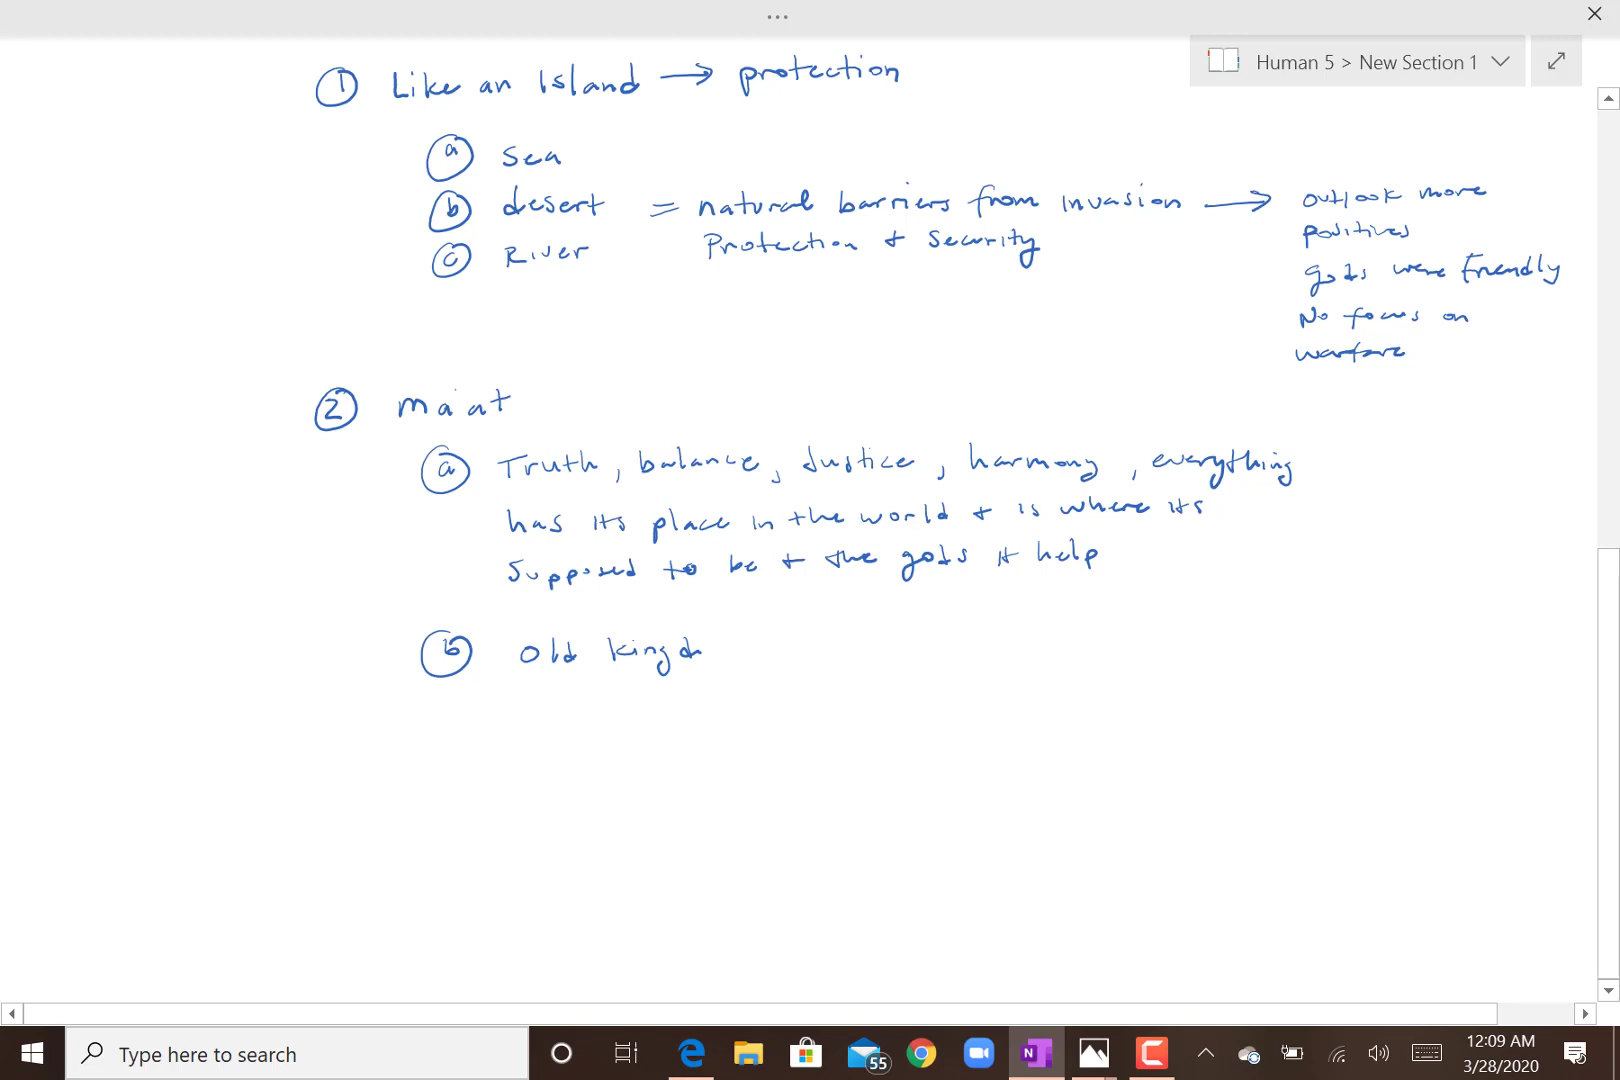 Human 5 > New Section 1
① Like an Island → protection
ⓐ Sea
ⓑ desert = natural barriers from invasion → outlook more
positives
ⓒ River Protection + Security
gods were friendly
No focus on
warfare
② ma'at
ⓐ Truth, balance, Justice, harmony, everything
has its place in the world + is where its
supposed to be + the gods it help
ⓑ Old kingd
Type here to search
55
12:09 AM
3/28/2020